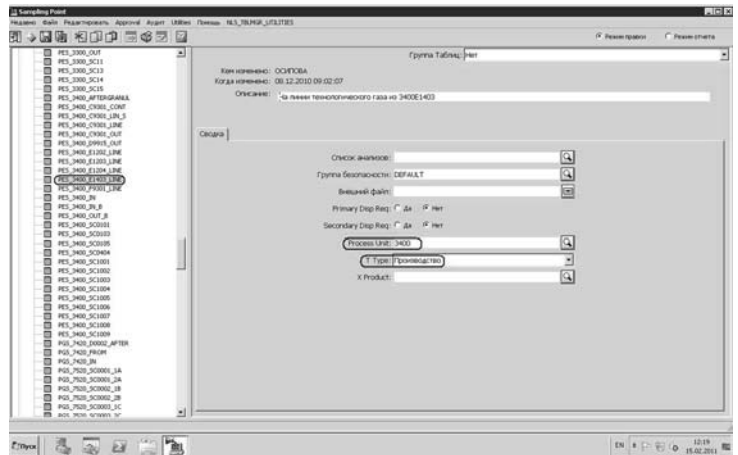 Sampling Point
Недавно Файл Редактировать Approval Аудит Utilities Помощь NLS_TBLMGR_UTILITIES
Режим правки Режим отчета
PES_3300_OUT
PES_3300_SC11
PES_3300_SC13
PES_3300_SC14
PES_3300_SC15
PES_3400_AFTERGRANUL
PES_3400_C9301_CONT
PES_3400_C9301_LIN_S
PES_3400_C9301_LINE
PES_3400_C9301_OUT
PES_3400_D9915_OUT
PES_3400_E1202_LINE
PES_3400_E1203_LINE
PES_3400_E1204_LINE
PES_3400_E1403_LINE
PES_3400_P9301_LINE
PES_3400_IN
PES_3400_IN_B
PES_3400_OUT_B
PES_3400_SC0101
PES_3400_SC0103
PES_3400_SC0105
PES_3400_SC0404
PES_3400_SC1001
PES_3400_SC1002
PES_3400_SC1003
PES_3400_SC1004
PES_3400_SC1005
PES_3400_SC1006
PES_3400_SC1007
PES_3400_SC1008
PES_3400_SC1009
PGS_7420_D0002_AFTER
PGS_7420_FROM
PGS_7420_IN
PGS_7520_SC0001_1A
PGS_7520_SC0001_2A
PGS_7520_SC0002_1B
PGS_7520_SC0002_2B
PGS_7520_SC0003_1C
PGS_7520_SC0003_2C
Группа Таблиц: Нет
Кем изменено: ОСИПОВА
Когда изменено: 08.12.2010 09:02:07
Описание: На линии технологического газа из 3400E1403
Сводка
Список анализов:
Группа безопасности: DEFAULT
Внешний файл:
Primary Disp Req: Да Нет
Secondary Disp Req: Да Нет
Process Unit: 3400
T Type: Производство
X Product:
Пуск
EN
12:19
15.02.2011